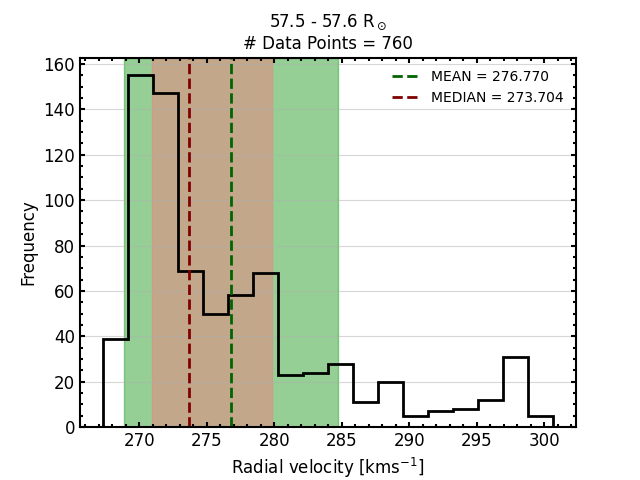 57.5 - 57.6 R⊙
# Data Points = 760
MEAN = 276.770
MEDIAN = 273.704
160
140
120
100
80
60
40
20
0
Frequency
270 275 280 285 290 295 300
Radial velocity [kms⁻¹]